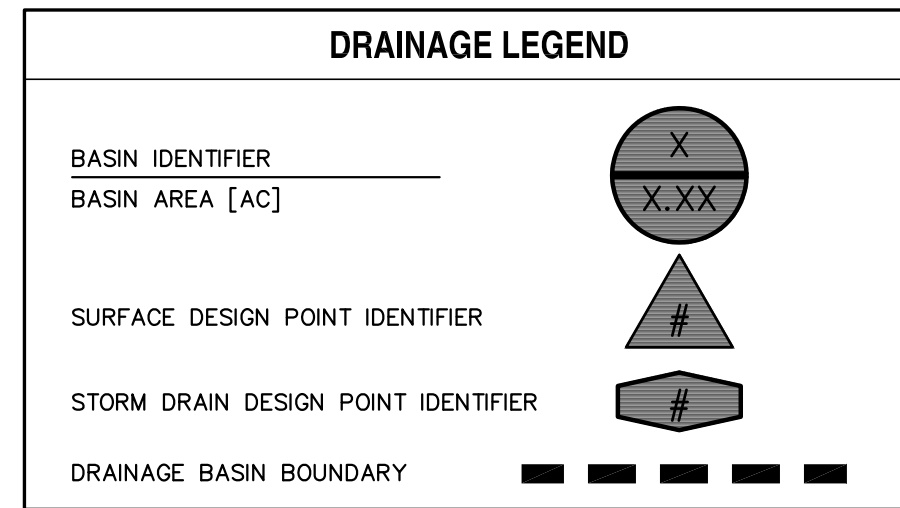 DRAINAGE LEGEND
BASIN IDENTIFIER
BASIN AREA [AC]
X
X.XX
SURFACE DESIGN POINT IDENTIFIER
#
STORM DRAIN DESIGN POINT IDENTIFIER
#
DRAINAGE BASIN BOUNDARY